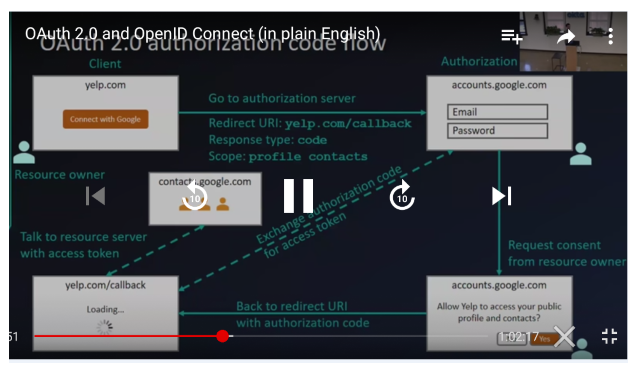 OAuth 2.0 and OpenID Connect (in plain English)
OAuth 2.0 authorization code flow
Client
Authorization
yelp.com
accounts.google.com
Connect with Google
Go to authorization server
Email
Redirect URI: yelp.com/callback
Password
Response type: code
Scope: profile contacts
Resource owner
contacts.google.com
10
10
Exchange authorization code
for access token
Talk to resource server
with access token
Request consent
from resource owner
yelp.com/callback
accounts.google.com
Loading...
Back to redirect URI
with authorization code
Allow Yelp to access your public
profile and contacts?
Yes
51
1:02:17